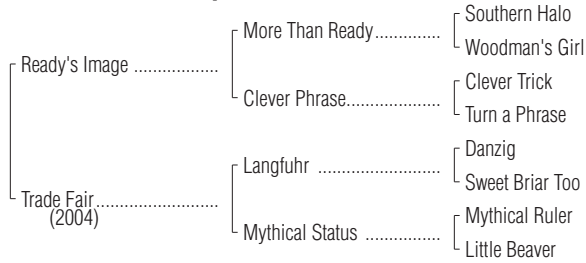 Southern Halo
More Than Ready
Woodman's Girl
Ready's Image
Clever Trick
Clever Phrase
Turn a Phrase
Danzig
Langfuhr
Sweet Briar Too
Trade Fair
(2004)
Mythical Ruler
Mythical Status
Little Beaver